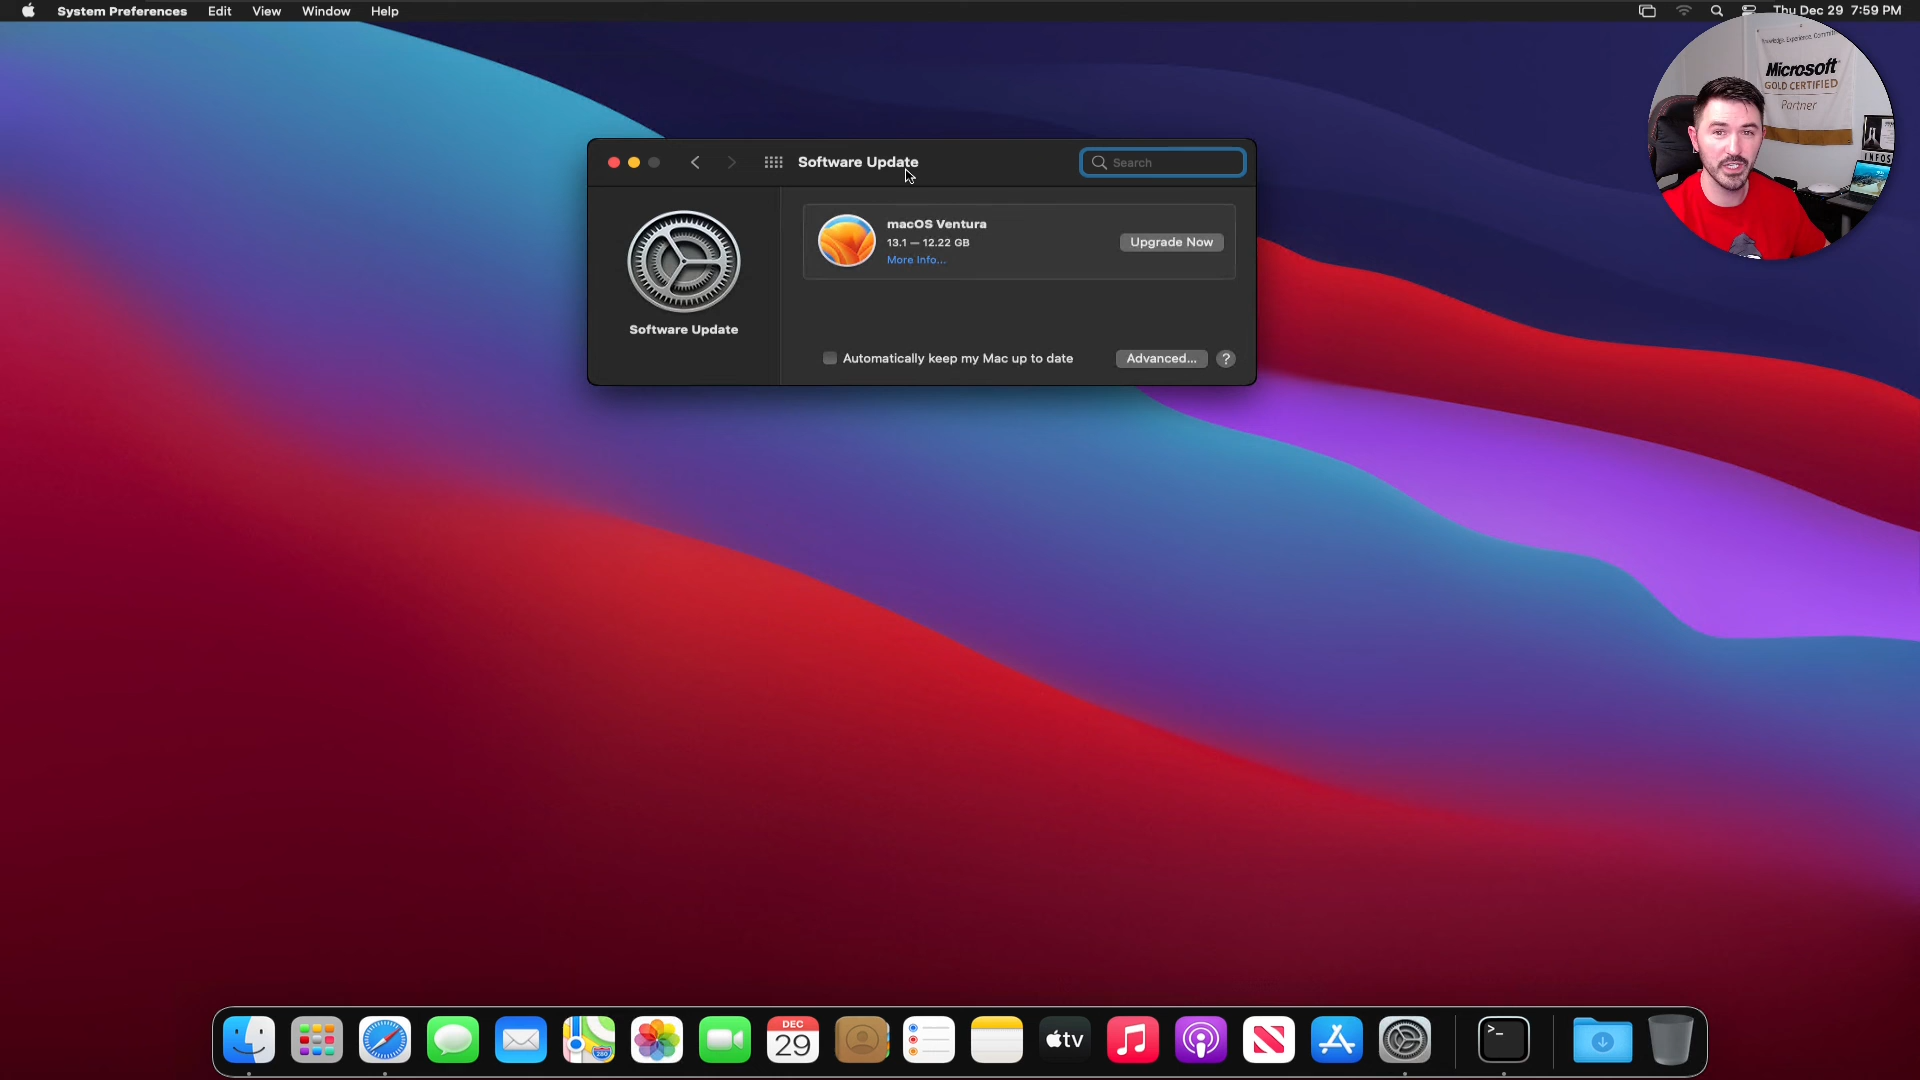 System Preferences Edit View Window Help
Thu Dec 29 7:59 PM
Microsoft
GOLD CERTIFIED
Partner
INFOS
Software Update
Search
macOS Ventura
13.1 — 12.22 GB
More Info...
Upgrade Now
Software Update
Automatically keep my Mac up to date
Advanced...
?
DEC
29
tv
>_
280